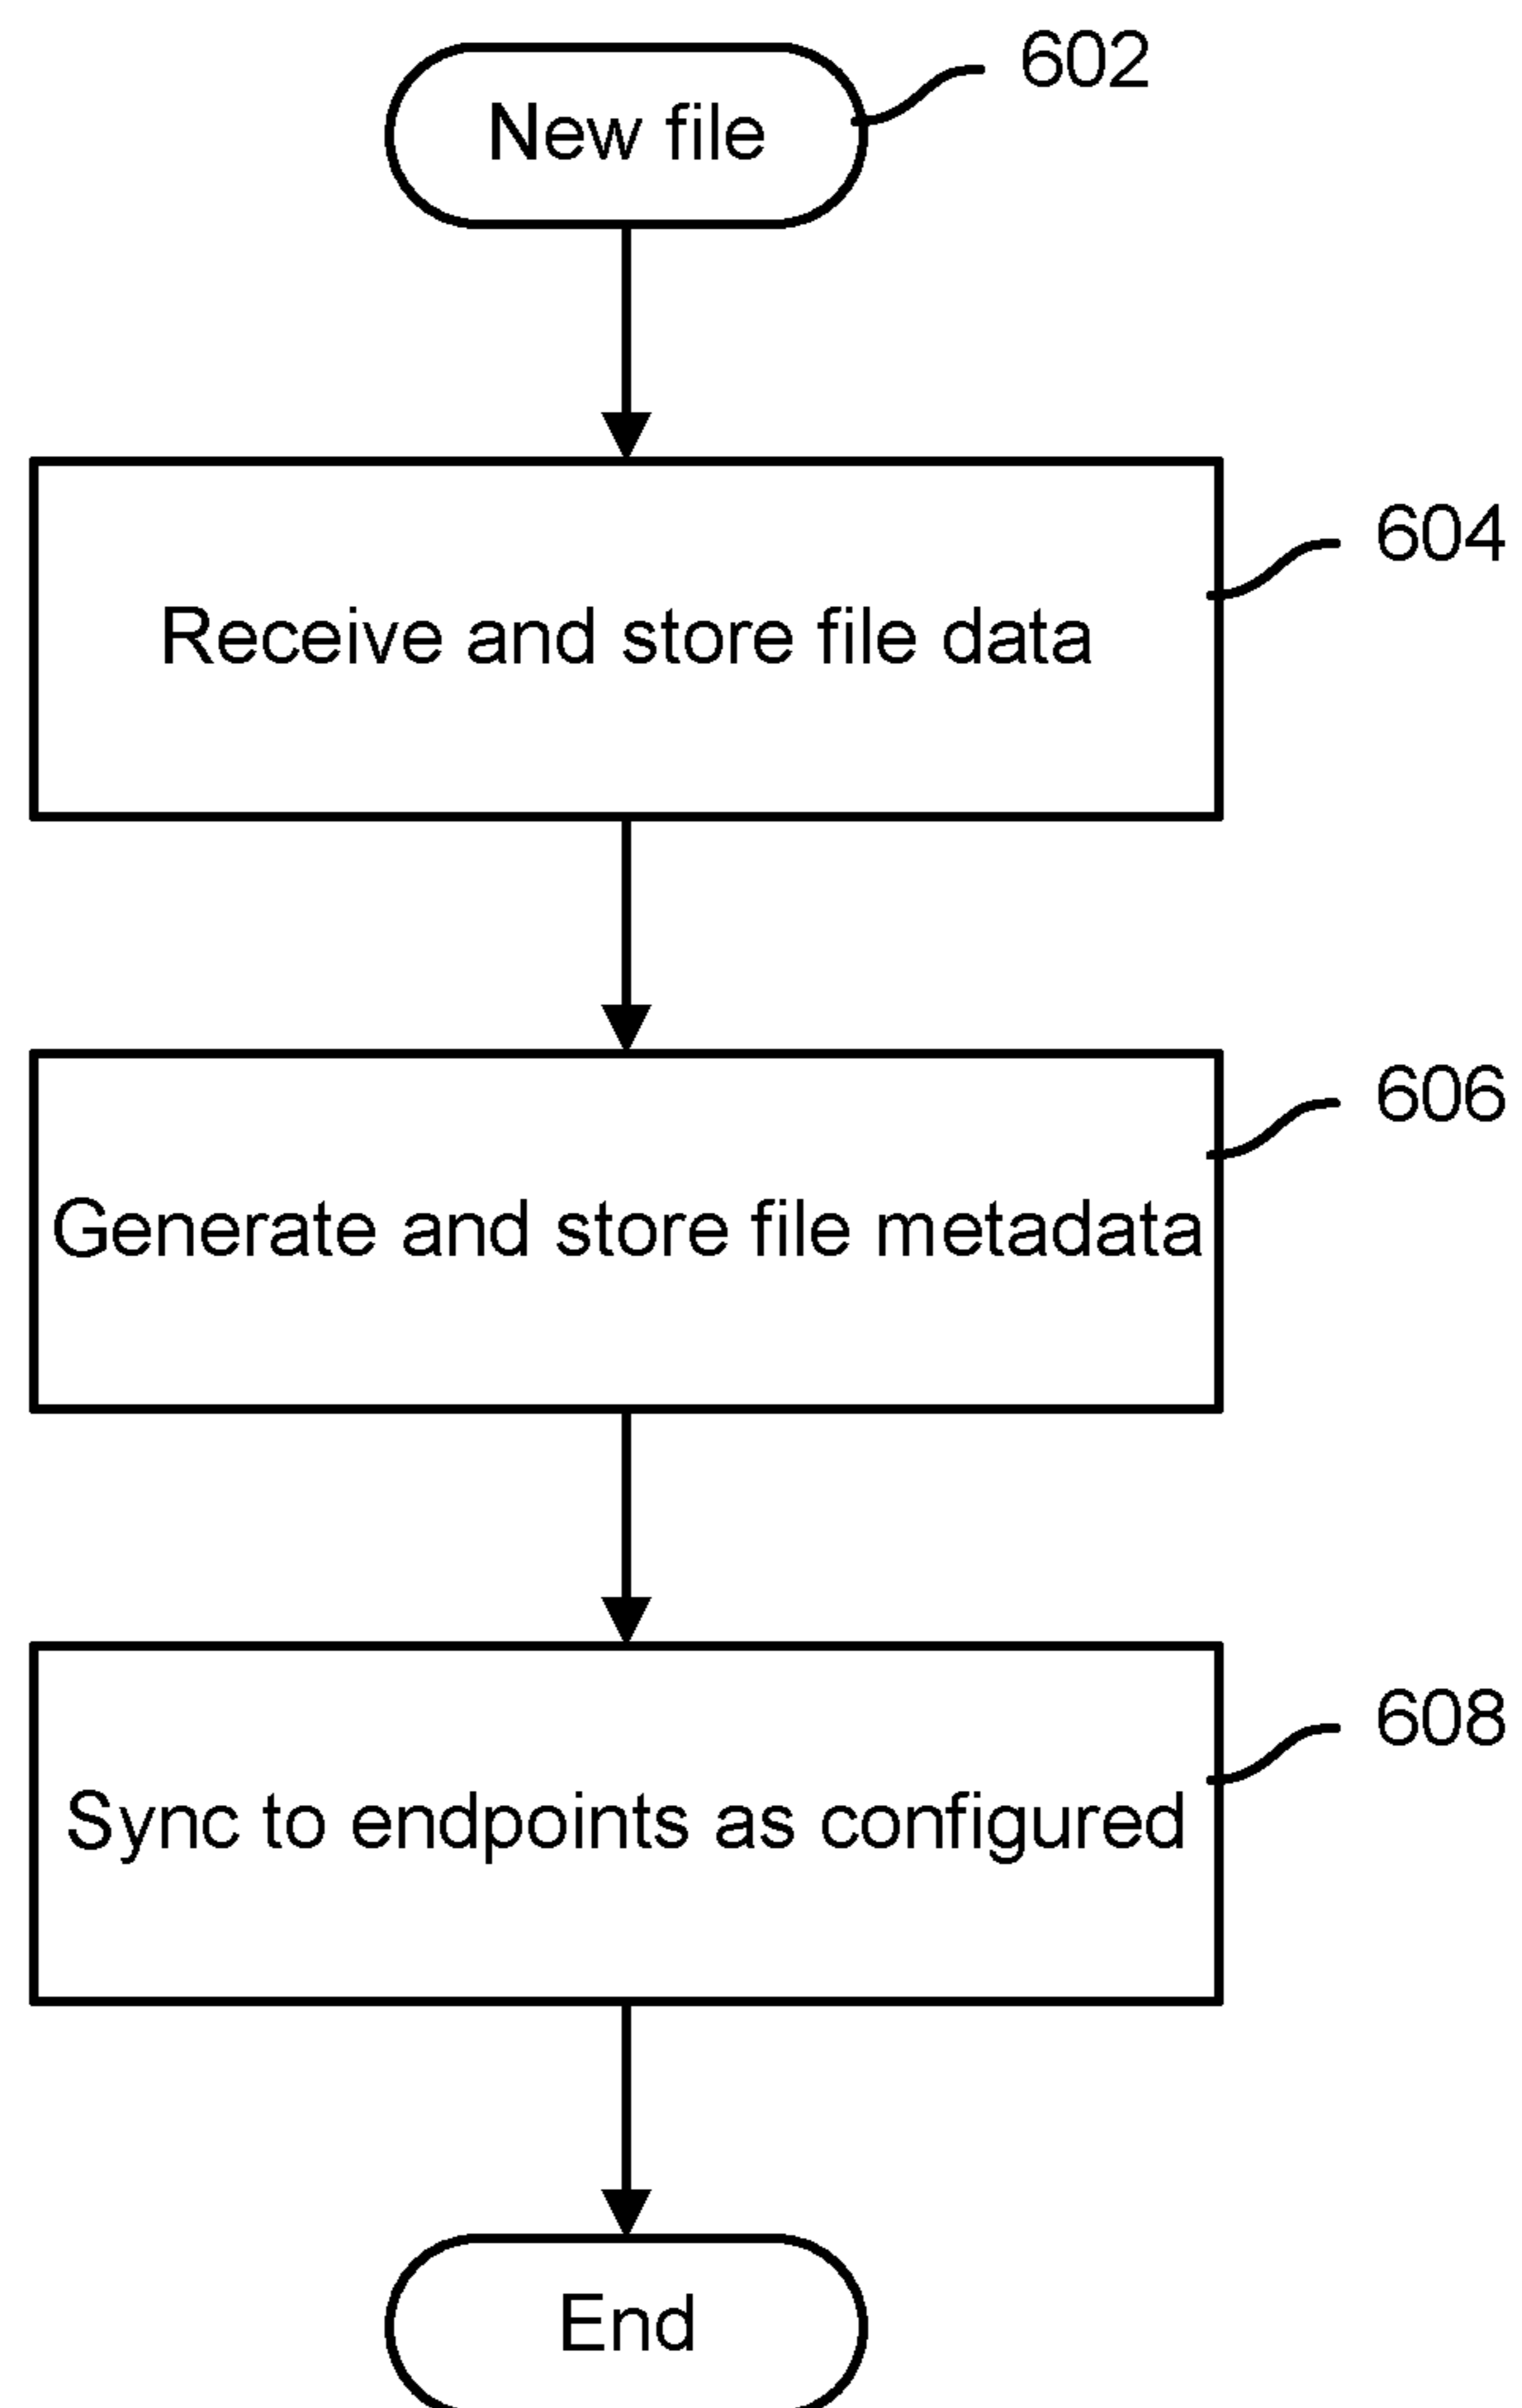 New file
602
Receive and store file data
604
Generate and store file metadata
606
Sync to endpoints as configured
608
End